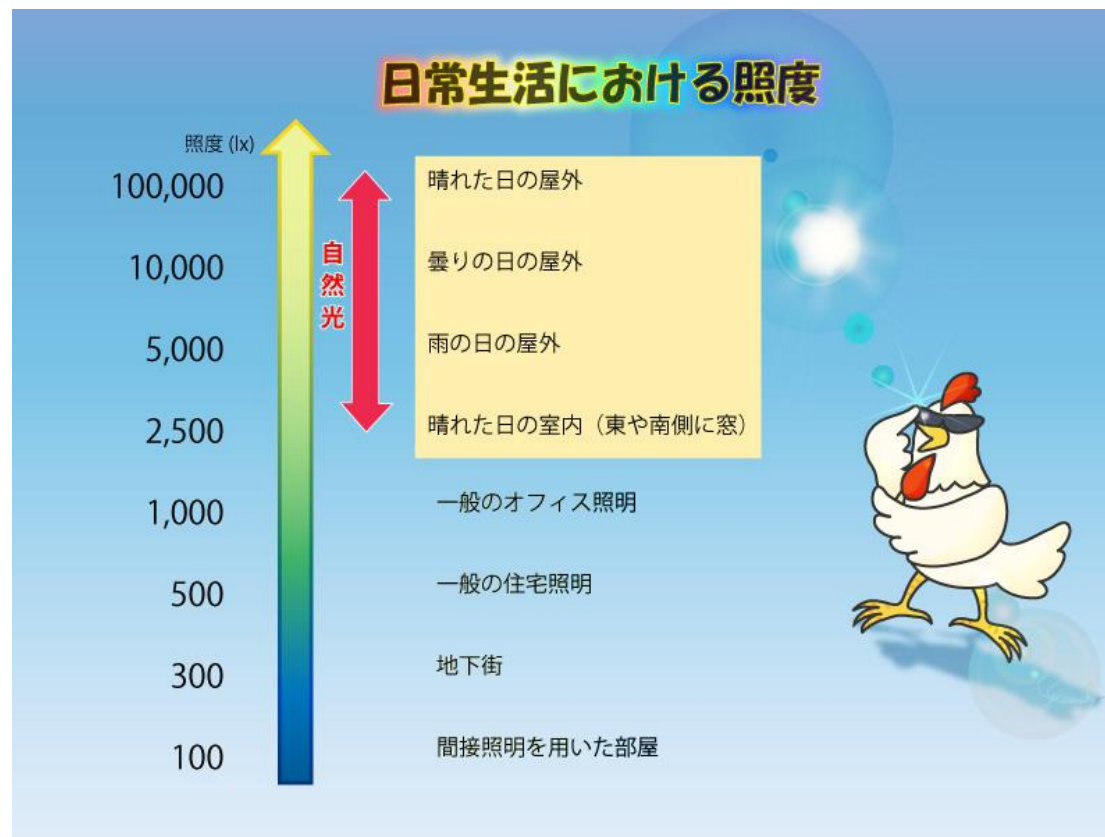 日常生活における照度
照度 (lx)
100,000 晴れた日の屋外
10,000 曇りの日の屋外
5,000 雨の日の屋外
2,500 晴れた日の室内（東や南側に窓）
自然光
1,000 一般のオフィス照明
500 一般の住宅照明
300 地下街
100 間接照明を用いた部屋